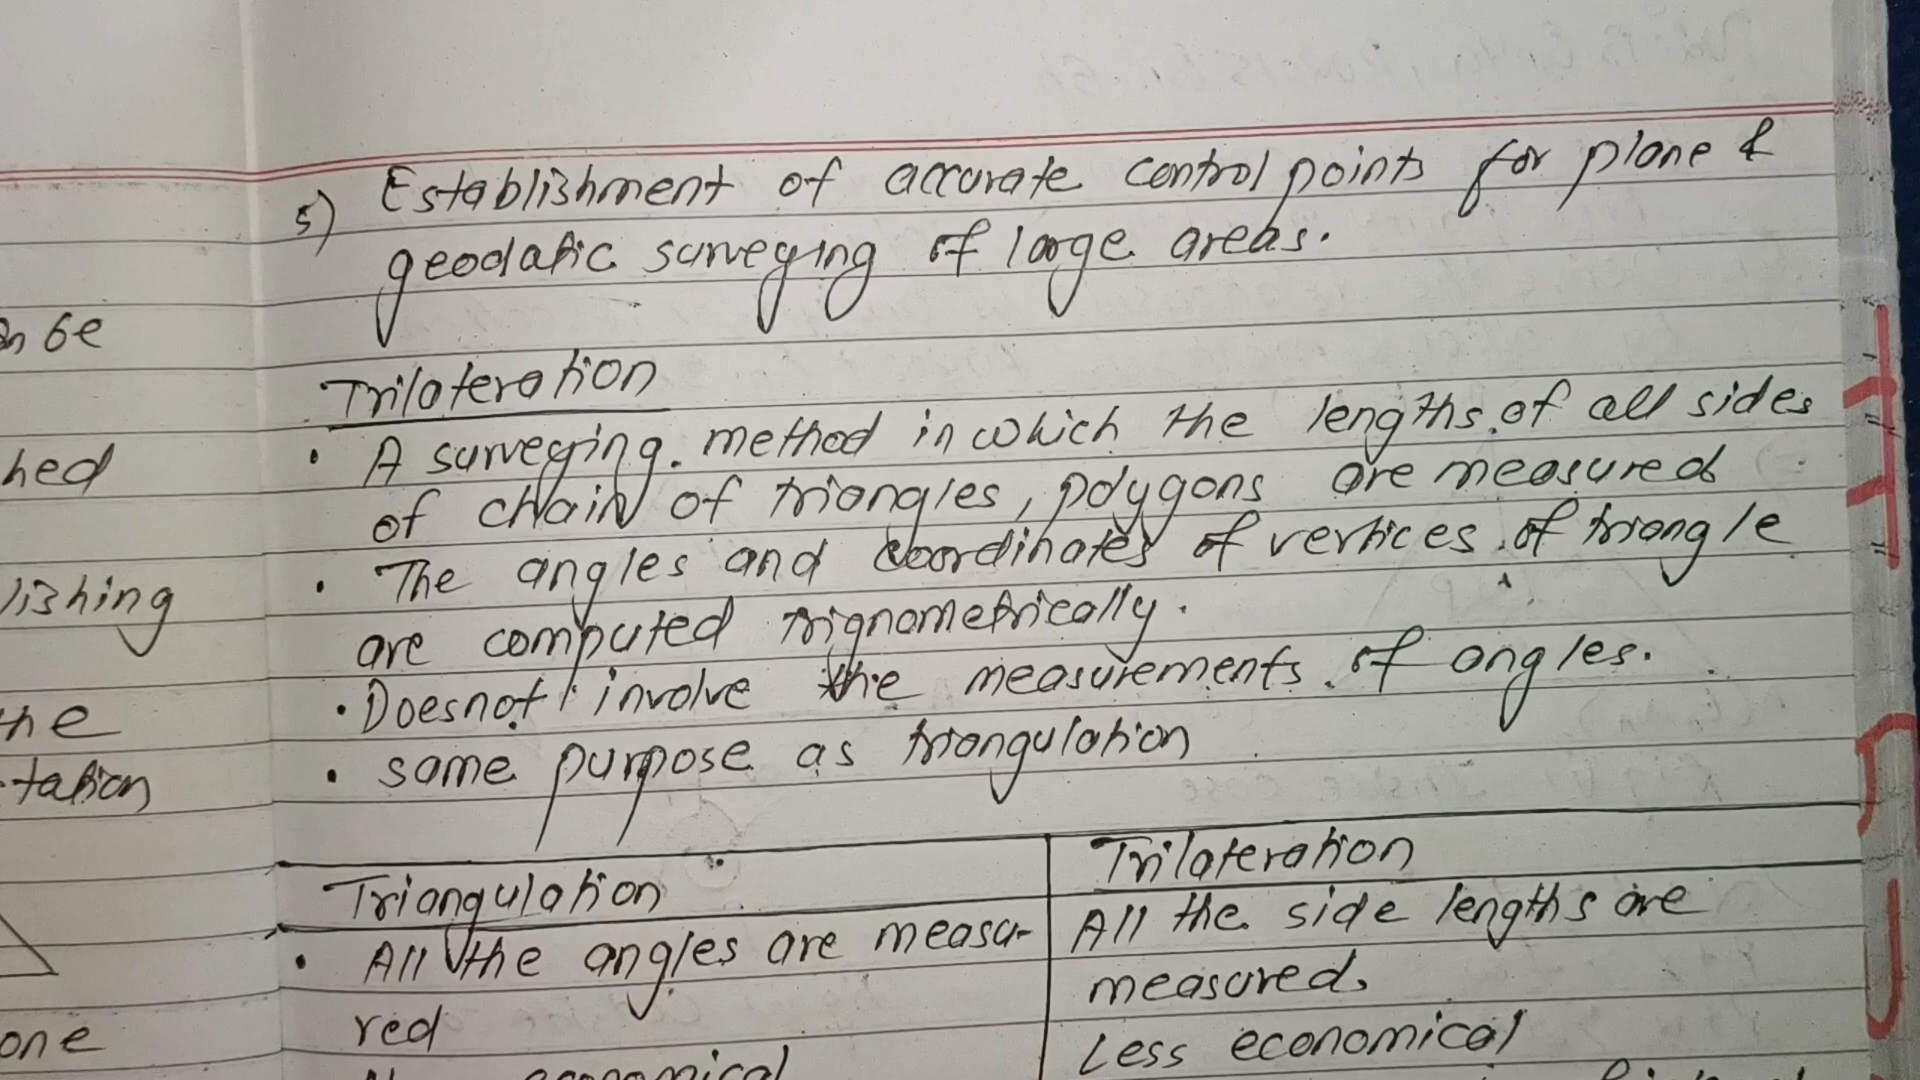 5) Establishment of accurate control points for plane &
geodatic surveying of large areas.
Trilateration
• A surveying method in which the lengths of all sides
of chain of triangles, polygons are measured
• The angles and coordinates of vertices of triangle
are computed trignometrically.
• Doesnot involve the measurements of angles.
• same purpose as triangulation
Triangulation
Trilateration
• All the angles are measu-
red
All the side lengths are
measured.
Less economical
economical
be
hed
lishing
the
tation
one